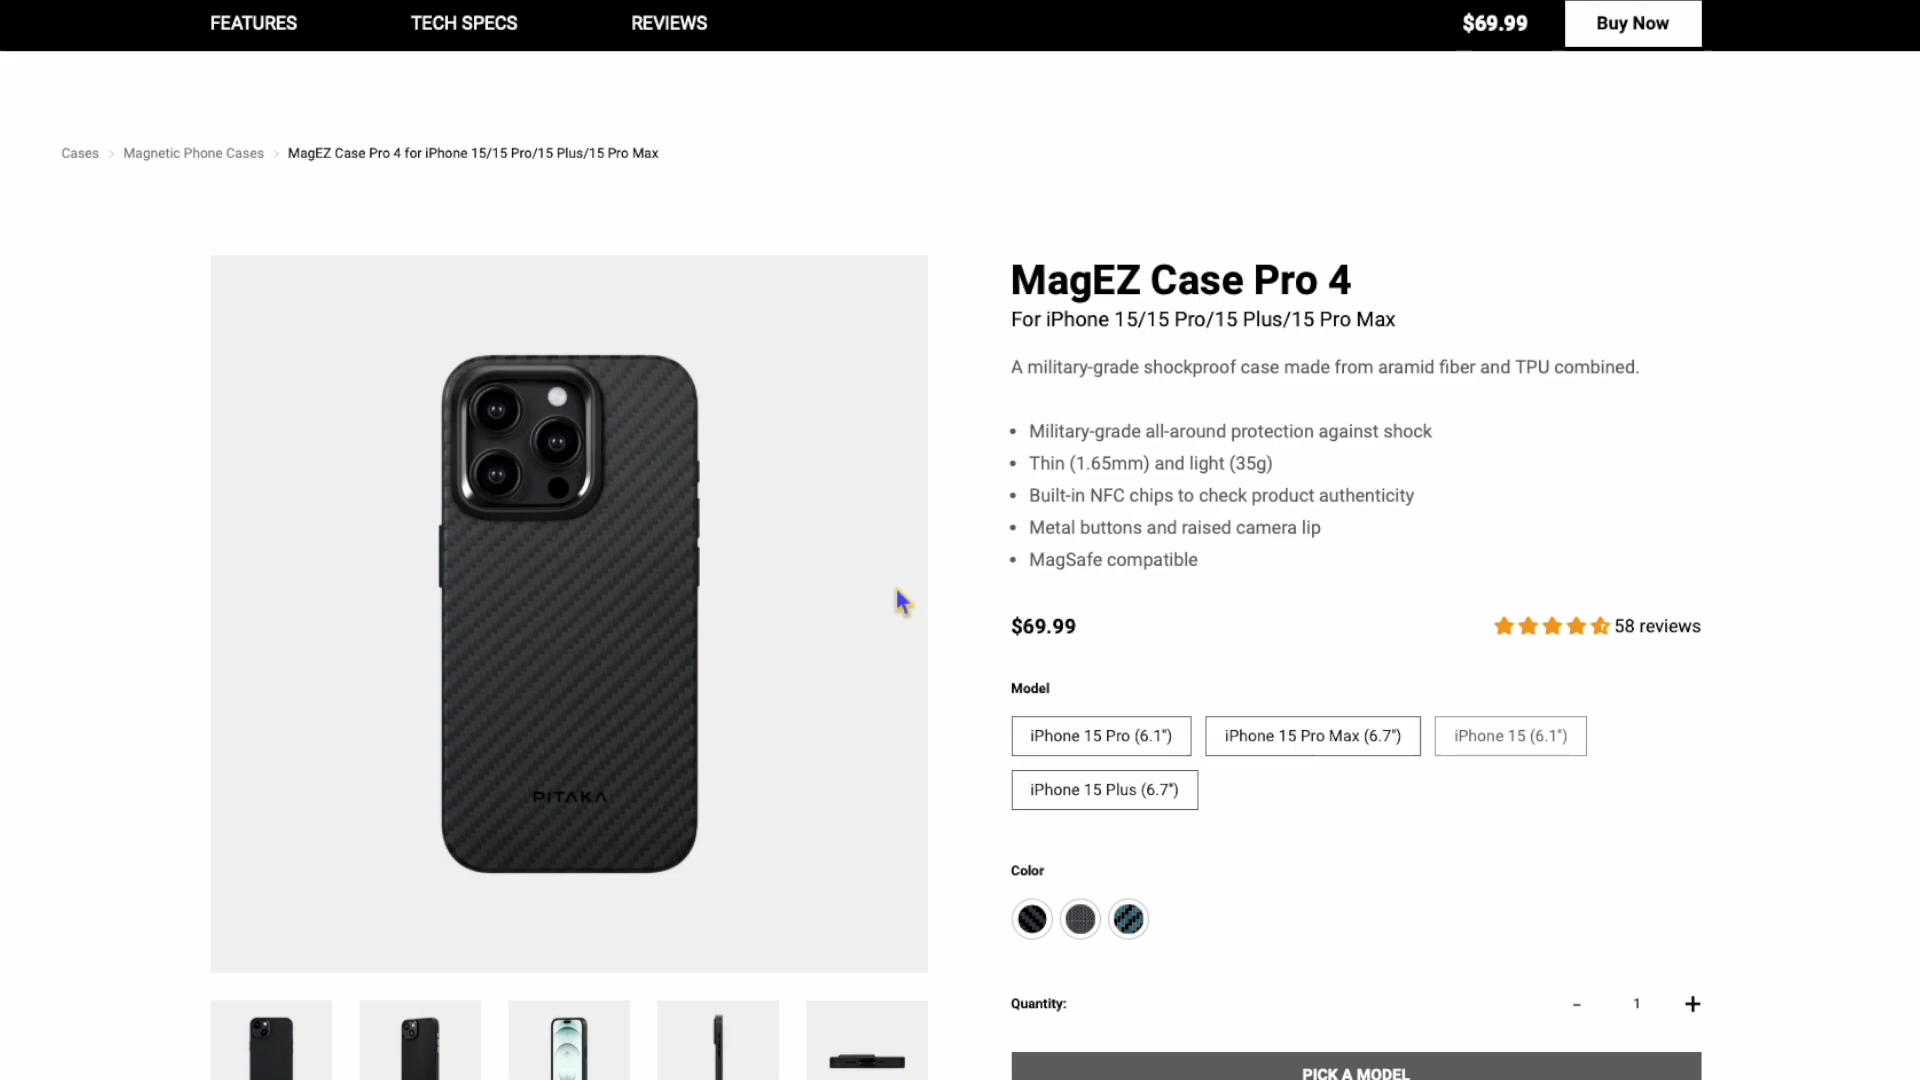 FEATURES
TECH SPECS
REVIEWS
$69.99
Buy Now
Cases > Magnetic Phone Cases > MagEZ Case Pro 4 for iPhone 15/15 Pro/15 Plus/15 Pro Max
MagEZ Case Pro 4
For iPhone 15/15 Pro/15 Plus/15 Pro Max
A military-grade shockproof case made from aramid fiber and TPU combined.
• Military-grade all-around protection against shock
• Thin (1.65mm) and light (35g)
• Built-in NFC chips to check product authenticity
• Metal buttons and raised camera lip
• MagSafe compatible
PITAKA
$69.99
58 reviews
Model
iPhone 15 Pro (6.1")
iPhone 15 Pro Max (6.7")
iPhone 15 (6.1")
iPhone 15 Plus (6.7")
Color
Quantity:
- 1 +
PICK A MODEL